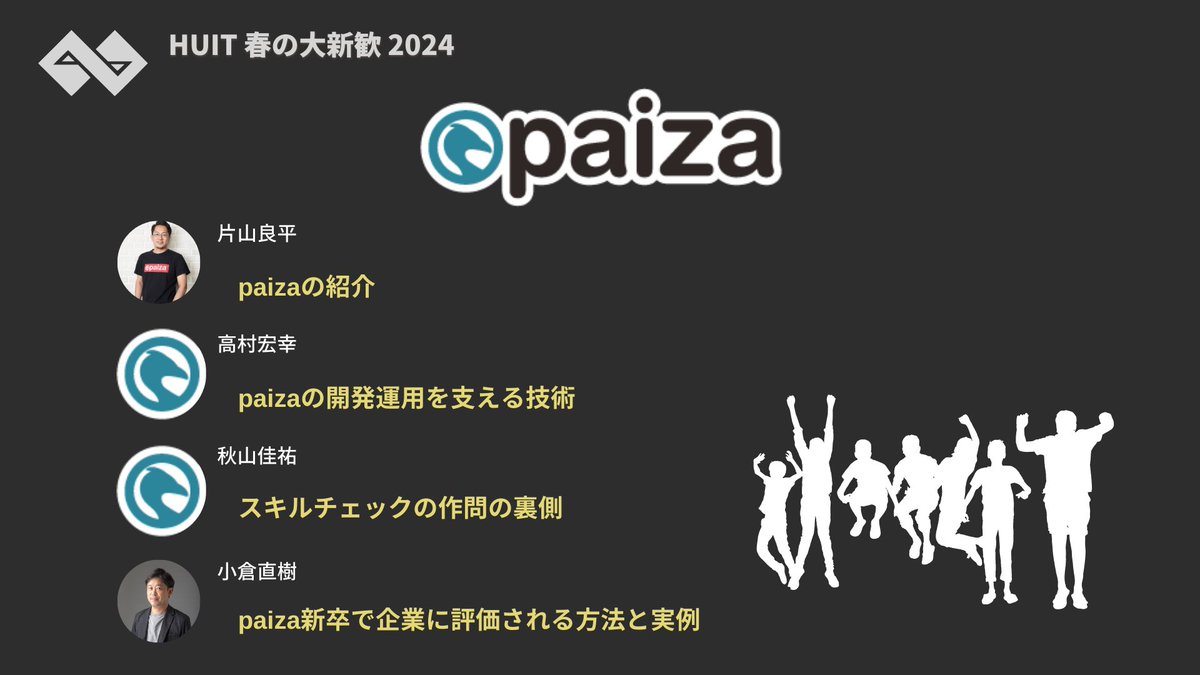 HUIT 春の大新歓 2024
paiza
片山良平
paiza
paizaの紹介
高村宏幸
paizaの開発運用を支える技術
秋山佳祐
スキルチェックの作問の裏側
小倉直樹
paiza新卒で企業に評価される方法と実例